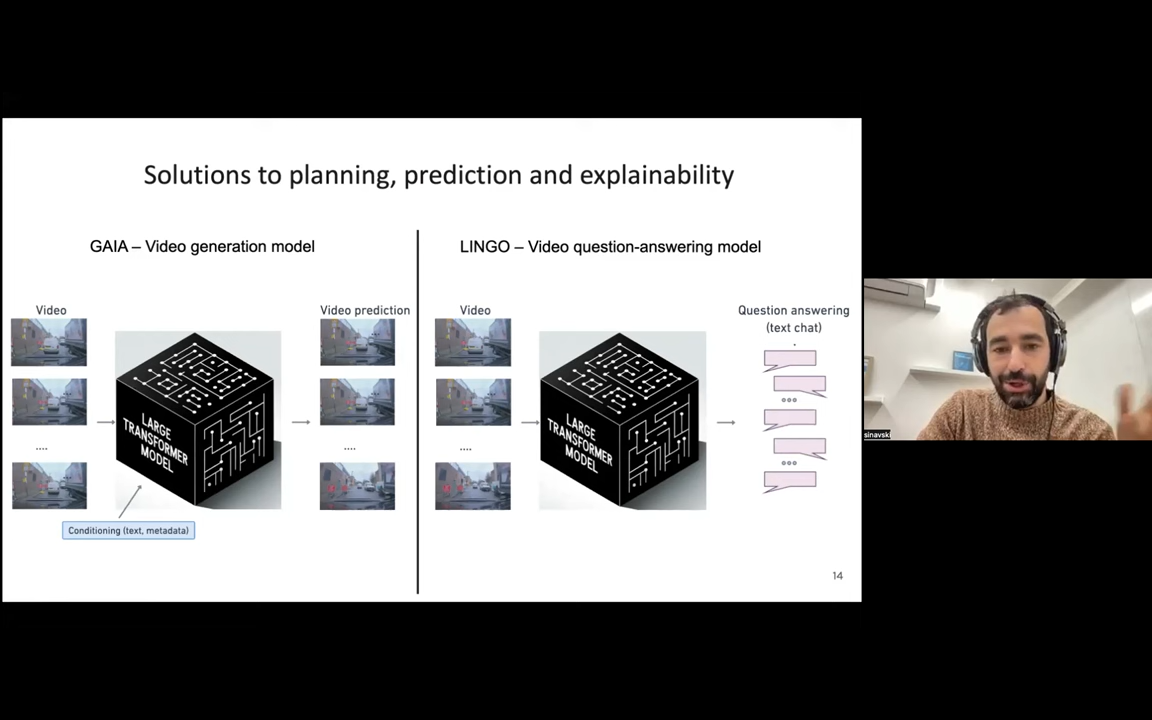 Solutions to planning, prediction and explainability
GAIA – Video generation model
Video
Video prediction
LARGE
TRANSFORMER
MODEL
....
....
Conditioning (text, metadata)
LINGO – Video question-answering model
Video
Question answering
(text chat)
LARGE
TRANSFORMER
MODEL
....
14
sinavski